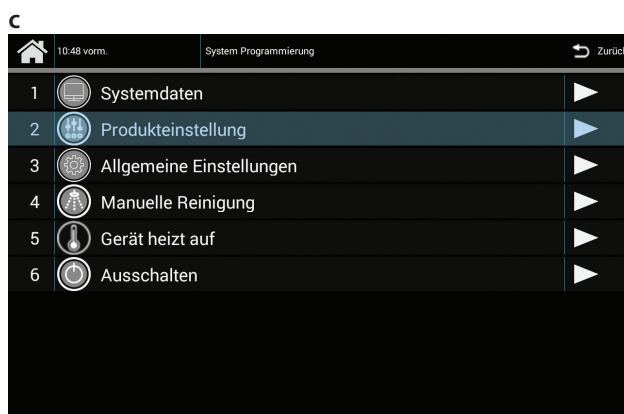 C
10:48 vorm. System Programmierung Zurück
1 Systemdaten
2 Produkteinstellung
3 Allgemeine Einstellungen
4 Manuelle Reinigung
5 Gerät heizt auf
6 Ausschalten